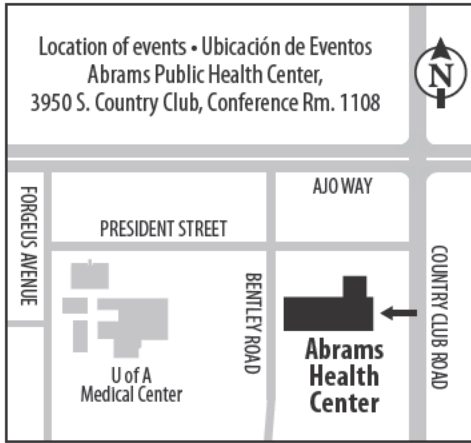 Location of events • Ubicación de Eventos
Abrams Public Health Center,
3950 S. Country Club, Conference Rm. 1108
N
AJO WAY
FORGEUS AVENUE
PRESIDENT STREET
BENTLEY ROAD
COUNTRY CLUB ROAD
U of A
Medical Center
Abrams
Health
Center